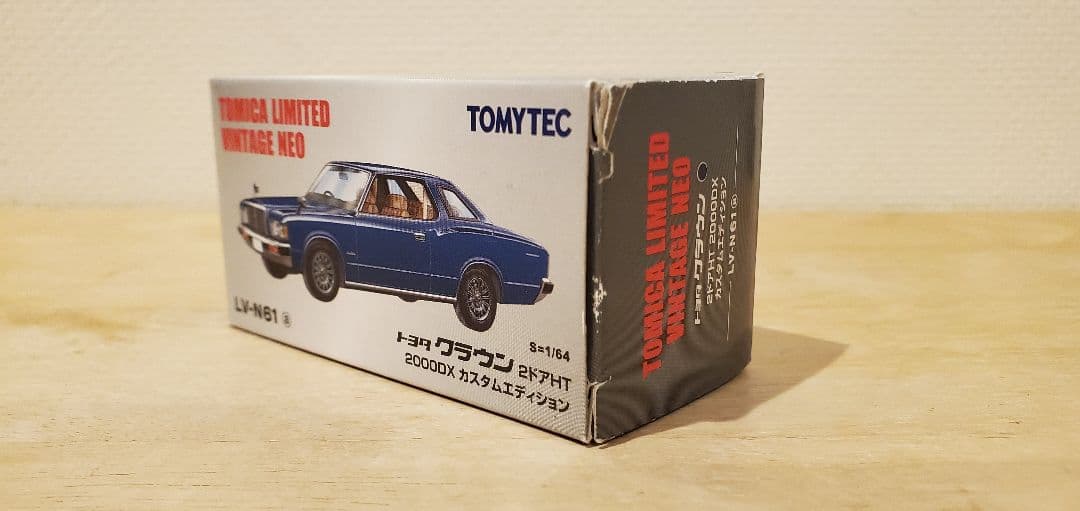 TOMICA LIMITED
VINTAGE NEO
TOMYTEC
LV-N61 a
S=1/64
トヨタ クラウン 2ドアHT
2000DX カスタムエディション
TOMICA LIMITED
VINTAGE NEO
トヨタ クラウン
2ドアHT 2000DX
カスタムエディション
LV-N61 a